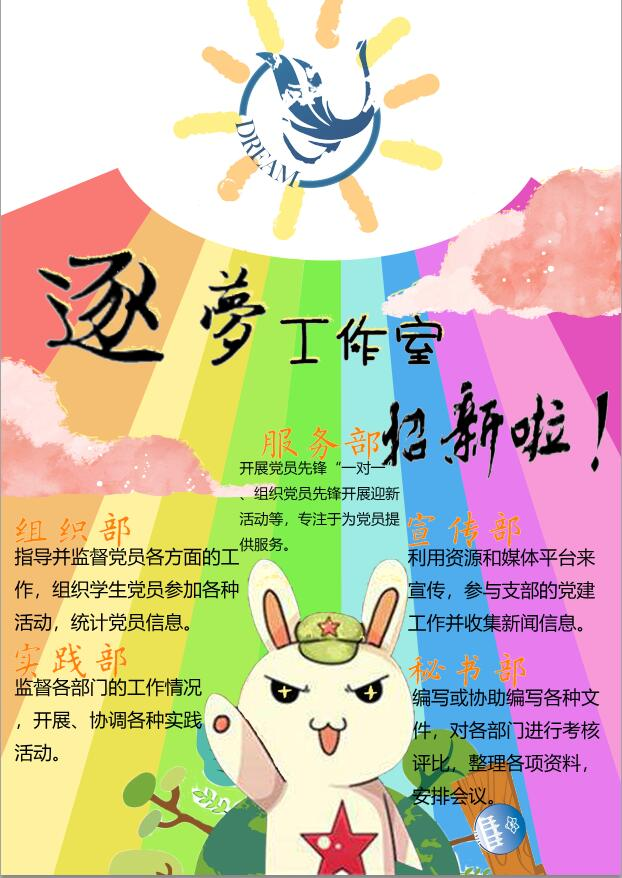 DREAM
逐梦工作室
招新啦！
服务部
开展党员先锋“一对一”
、组织党员先锋开展迎新
活动等，专注于为党员提
供服务。
组织部
指导并监督党员各方面的工
作，组织学生党员参加各种
活动，统计党员信息。
宣传部
利用资源和媒体平台来
宣传，参与支部的党建
工作并收集新闻信息。
实践部
监督各部门的工作情况
，开展、协调各种实践
活动。
秘书部
编写或协助编写各种文
件，对各部门进行考核
评比，整理各项资料，
安排会议。